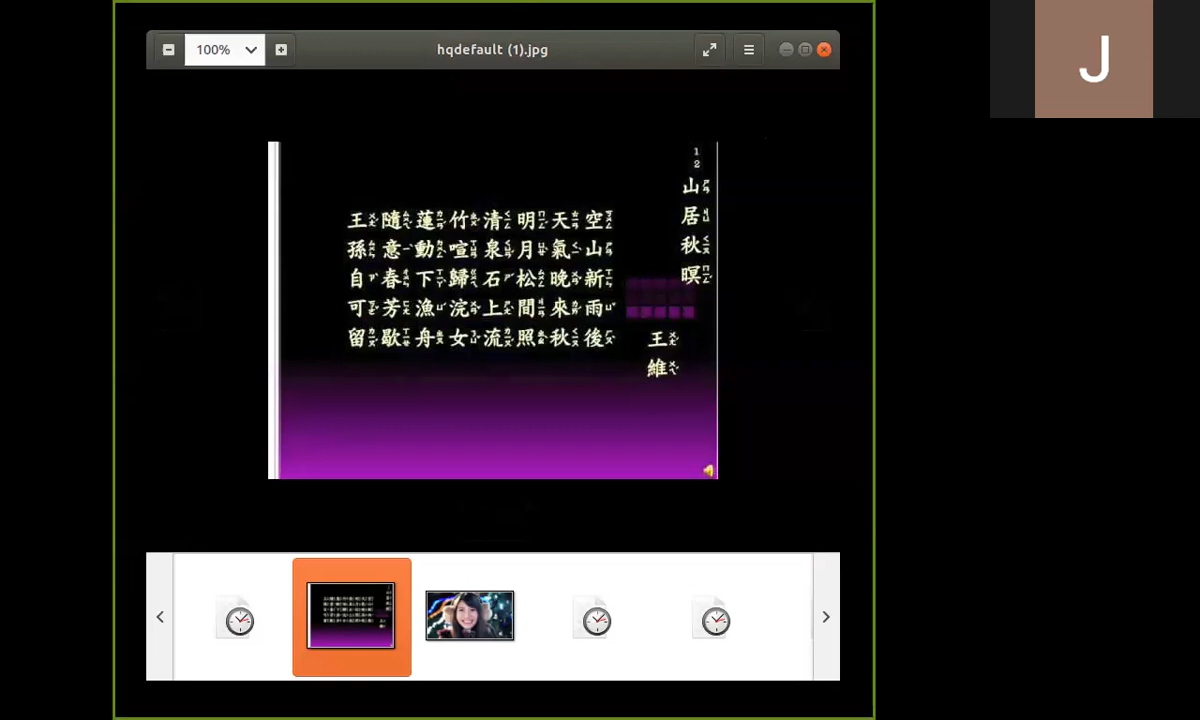 100%
hqdefault (1).jpg
J
12
山居秋暝
王維
空山新雨後
天氣晚來秋
明月松間照
清泉石上流
竹喧歸浣女
蓮動下漁舟
隨意春芳歇
王孫自可留